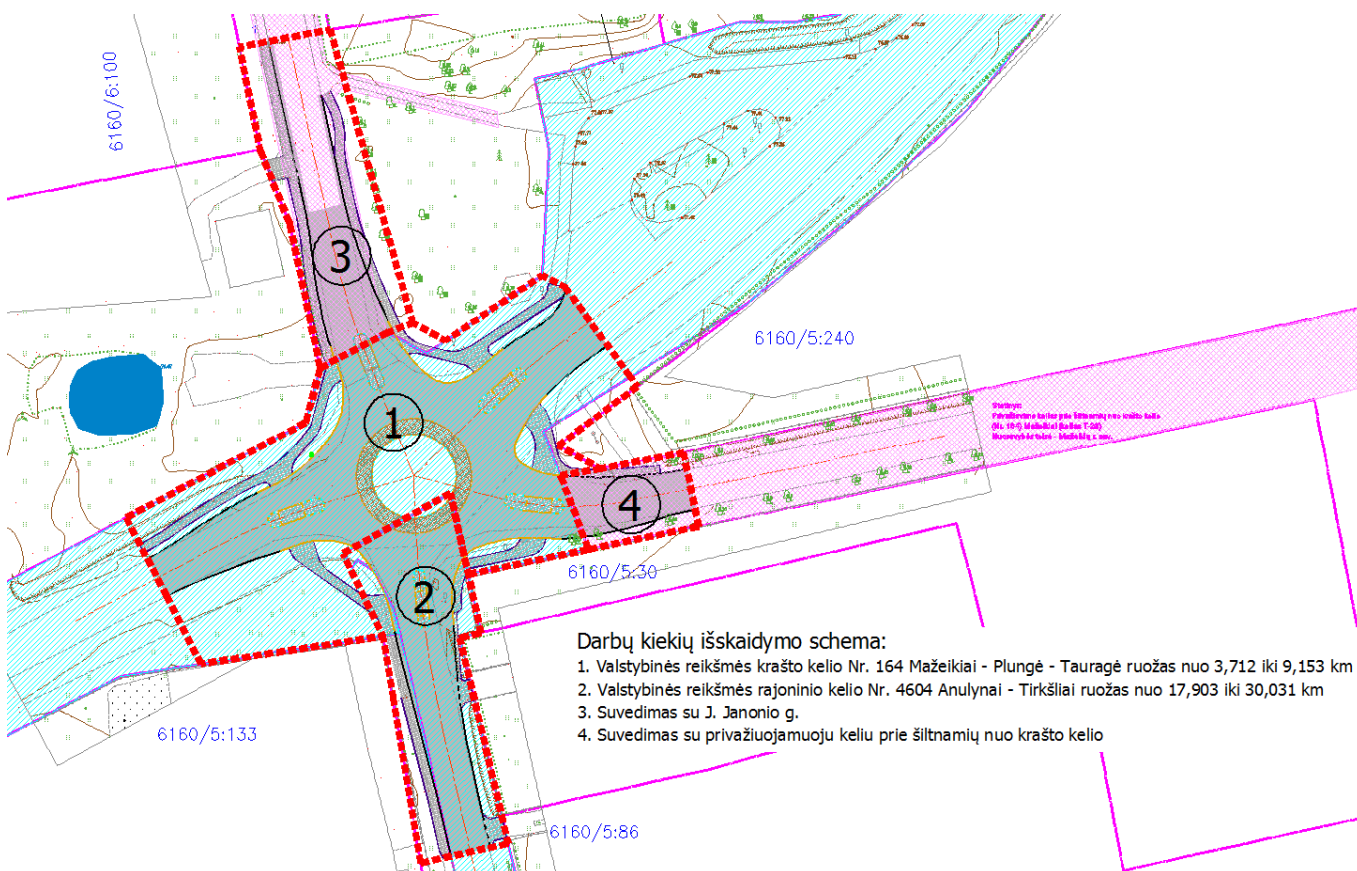 6160/6:100
3
6160/5:240
1
4
6160/5:30
2
Darbų kiekių išskaidymo schema:
1. Valstybinės reikšmės krašto kelio Nr. 164 Mažeikiai - Plungė - Tauragė ruožas nuo 3,712 iki 9,153 km
2. Valstybinės reikšmės rajoninio kelio Nr. 4604 Anulynai - Tirkšliai ruožas nuo 17,903 iki 30,031 km
3. Suvedimas su J. Janonio g.
4. Suvedimas su privažiuojamuoju keliu prie šiltnamių nuo krašto kelio
6160/5:133
6160/5:86